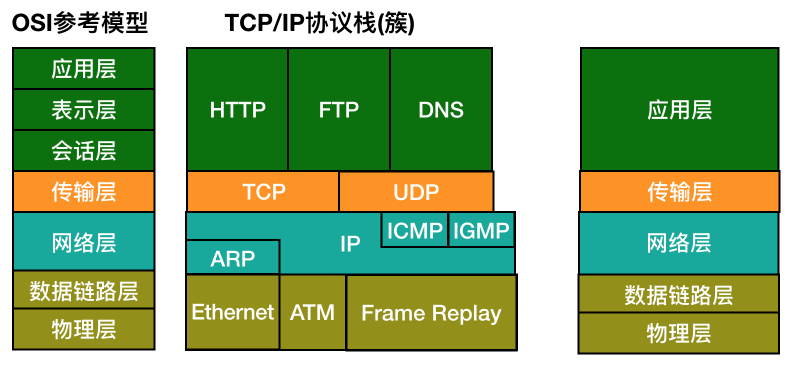 OSI参考模型
TCP/IP协议栈(簇)
应用层
表示层
会话层
传输层
网络层
数据链路层
物理层
HTTP FTP DNS
TCP UDP
IP ICMP IGMP
ARP
Ethernet ATM Frame Replay
应用层
传输层
网络层
数据链路层
物理层